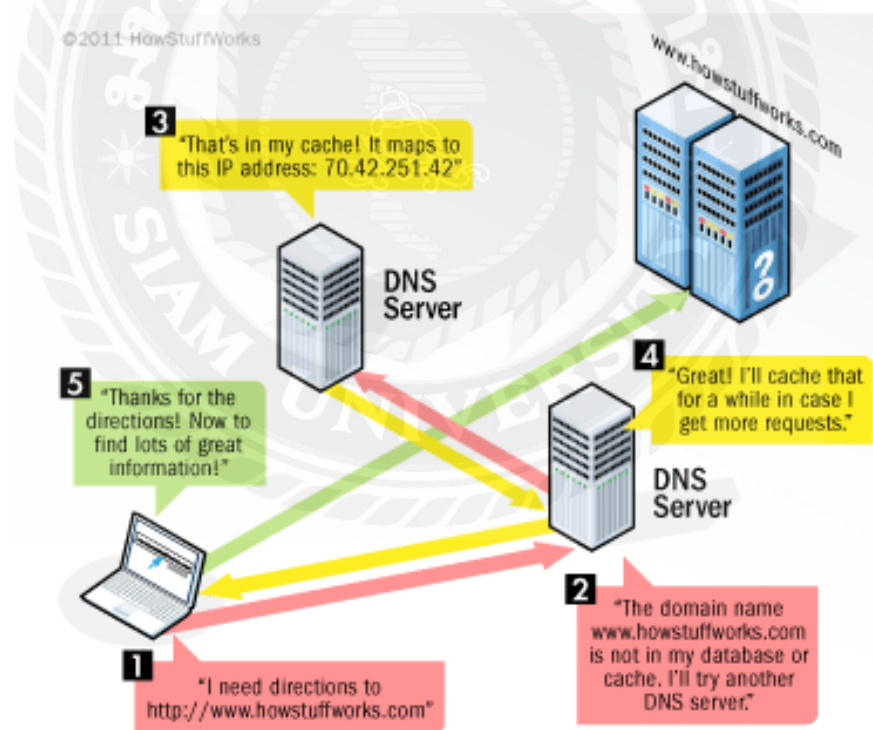 ©2011 HowStuffWorks
www.howstuffworks.com
3
"That's in my cache! It maps to
this IP address: 70.42.251.42"
DNS
Server
4
"Great! I'll cache that
for a while in case I
get more requests."
5
"Thanks for the
directions! Now to
find lots of great
information!"
DNS
Server
2
"The domain name
www.howstuffworks.com
is not in my database or
cache. I'll try another
DNS server."
1
"I need directions to
http://www.howstuffworks.com"
SIAM UNIVERSITY